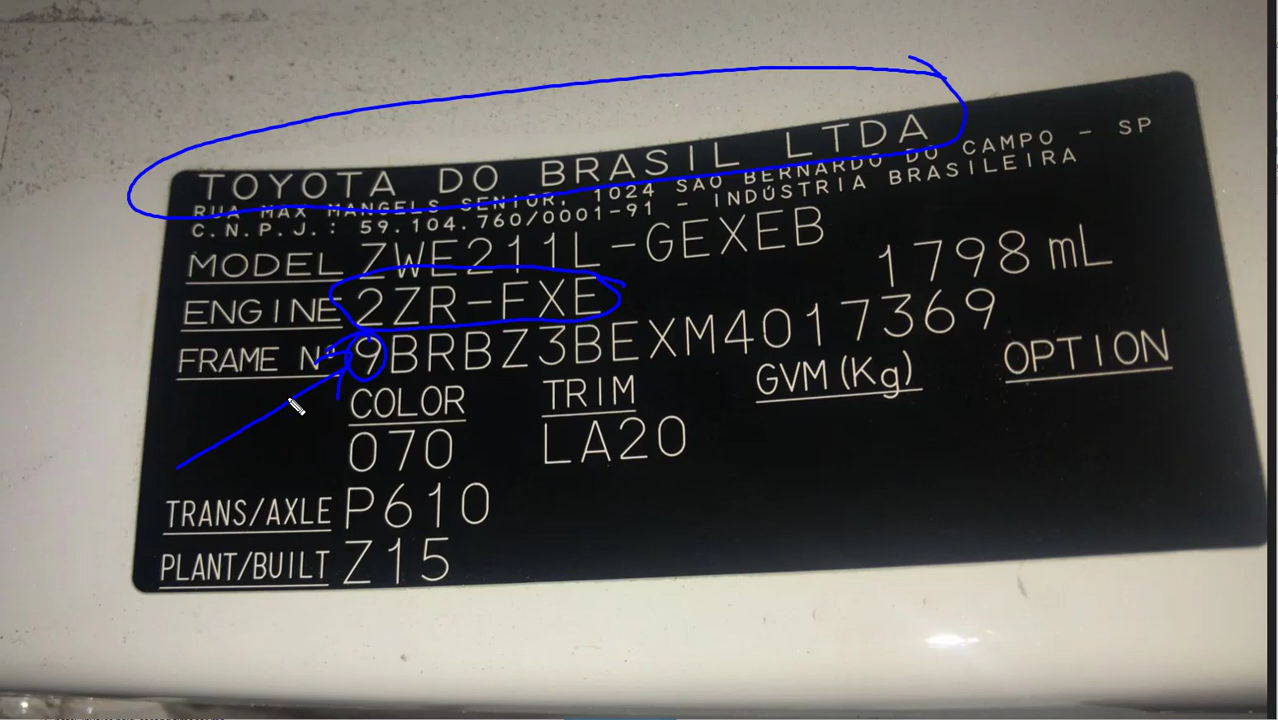 TOYOTA DO BRASIL LTDA
RUA MAX MANGELS SENIOR, 1024 SAO BERNARDO DO CAMPO - SP
C.N.P.J.: 59.104.760/0001-91 - INDÚSTRIA BRASILEIRA
MODEL ZWE211L-GEXEB
ENGINE 2ZR-FXE 1798 mL
FRAME Nº 9BRBZ3BEXM4017369
COLOR TRIM GVM(Kg) OPTION
070 LA20
TRANS/AXLE P610
PLANT/BUILT Z15